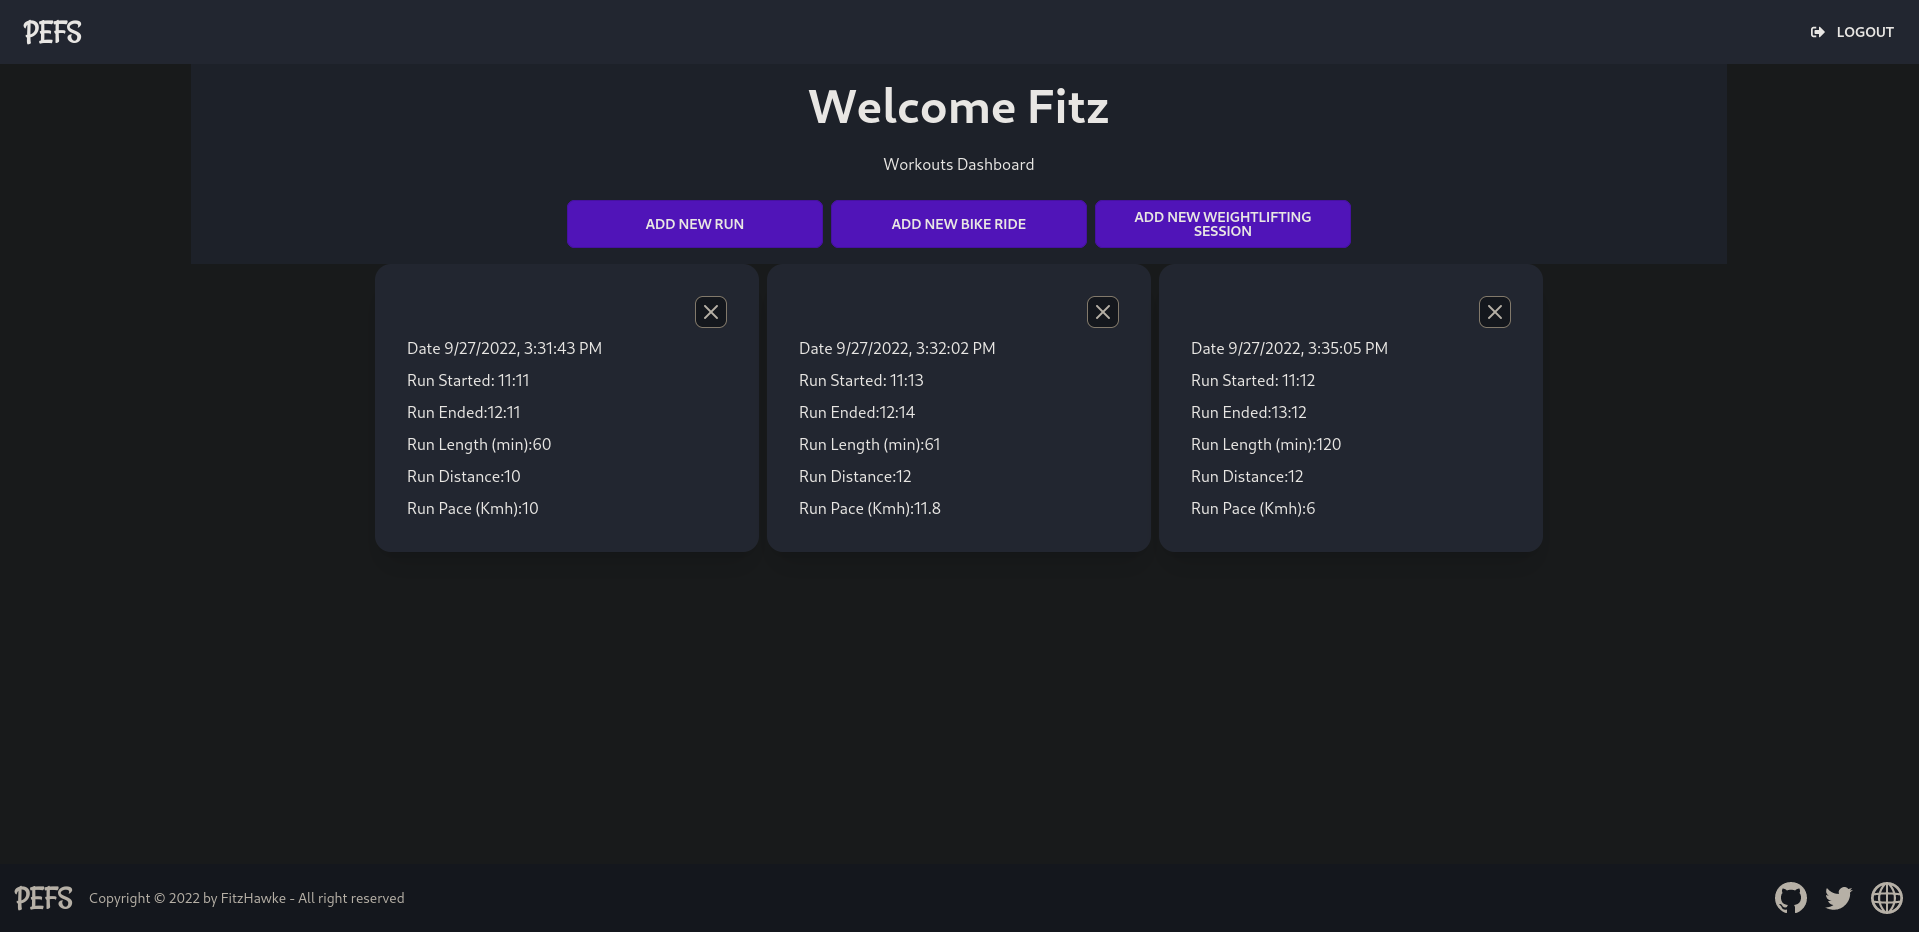 PEFS
LOGOUT
Welcome Fitz
Workouts Dashboard
ADD NEW RUN
ADD NEW BIKE RIDE
ADD NEW WEIGHTLIFTING
SESSION
Date 9/27/2022, 3:31:43 PM
Run Started: 11:11
Run Ended:12:11
Run Length (min):60
Run Distance:10
Run Pace (Kmh):10
Date 9/27/2022, 3:32:02 PM
Run Started: 11:13
Run Ended:12:14
Run Length (min):61
Run Distance:12
Run Pace (Kmh):11.8
Date 9/27/2022, 3:35:05 PM
Run Started: 11:12
Run Ended:13:12
Run Length (min):120
Run Distance:12
Run Pace (Kmh):6
PEFS
Copyright © 2022 by FitzHawke - All right reserved